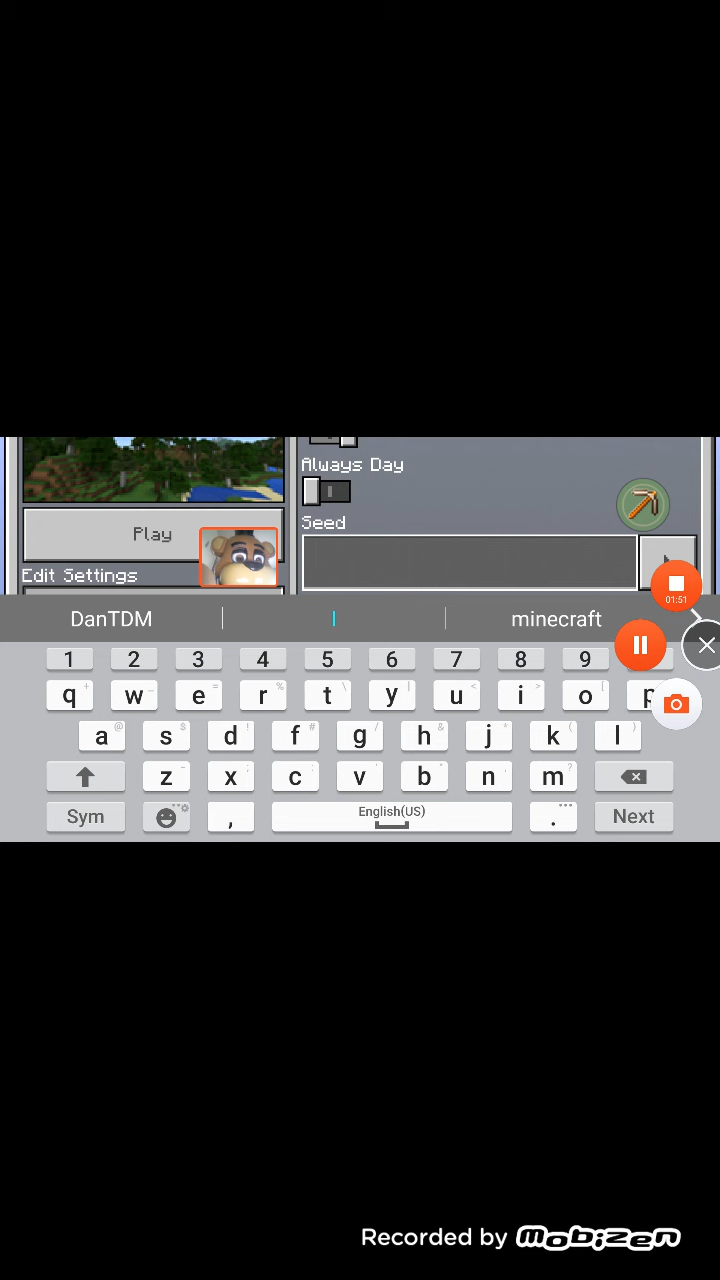 Always Day
Seed
Play
Edit Settings
01:51
DanTDM I minecraft
1 2 3 4 5 6 7 8 9
q w e r t y u i o p
a s d f g h j k l
z x c v b n m
Sym , English(US) . Next
Recorded by mobizen